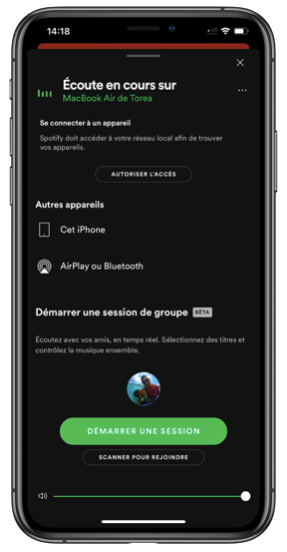 14:18
Écoute en cours sur
MacBook Air de Torea
Se connecter à un appareil
Spotify doit accéder à votre réseau local afin de trouver
vos appareils.
AUTORISER L'ACCÈS
Autres appareils
Cet iPhone
AirPlay ou Bluetooth
Démarrer une session de groupe BÊTA
Écoutez avec vos amis, en temps réel. Sélectionnez des titres et
contrôlez la musique ensemble.
DÉMARRER UNE SESSION
SCANNER POUR REJOINDRE